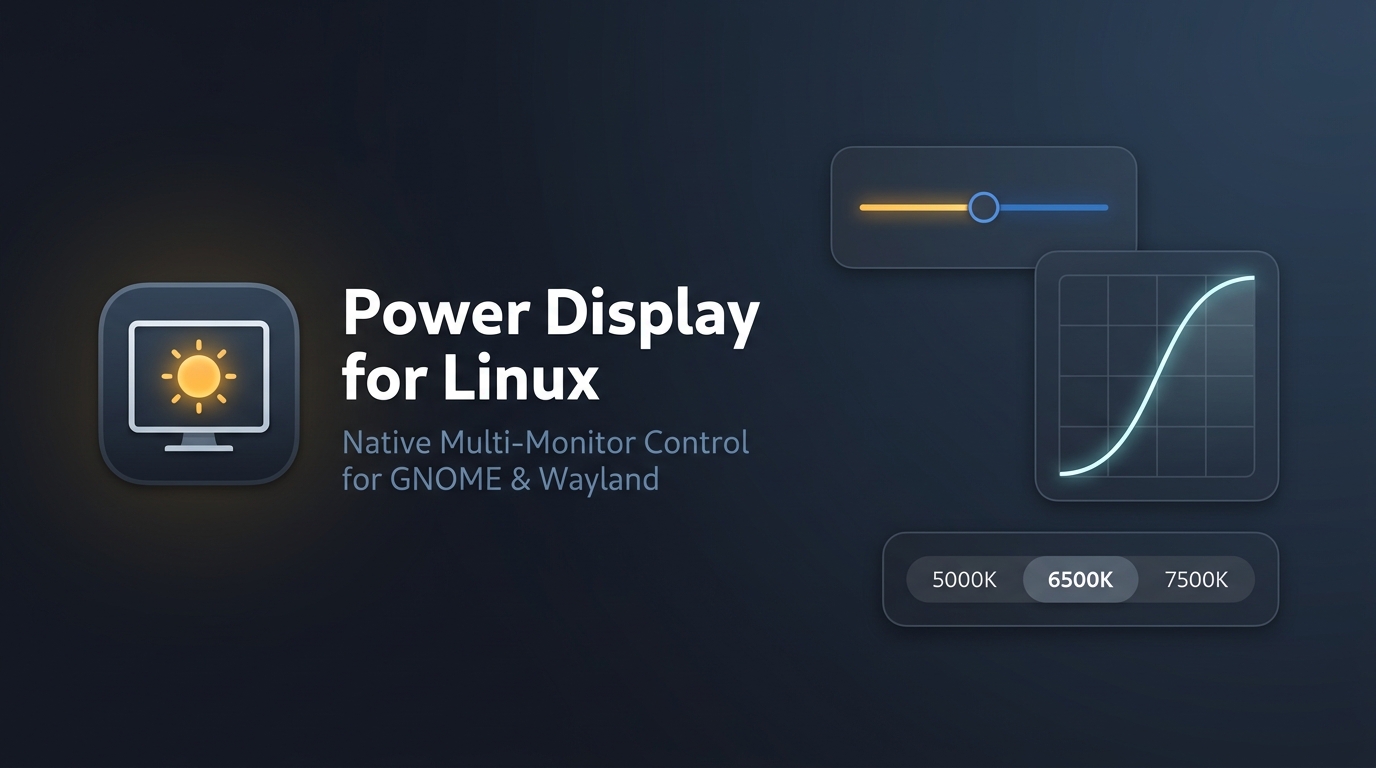 Power Display
for Linux
Native Multi-Monitor Control
for GNOME & Wayland
5000K 6500K 7500K